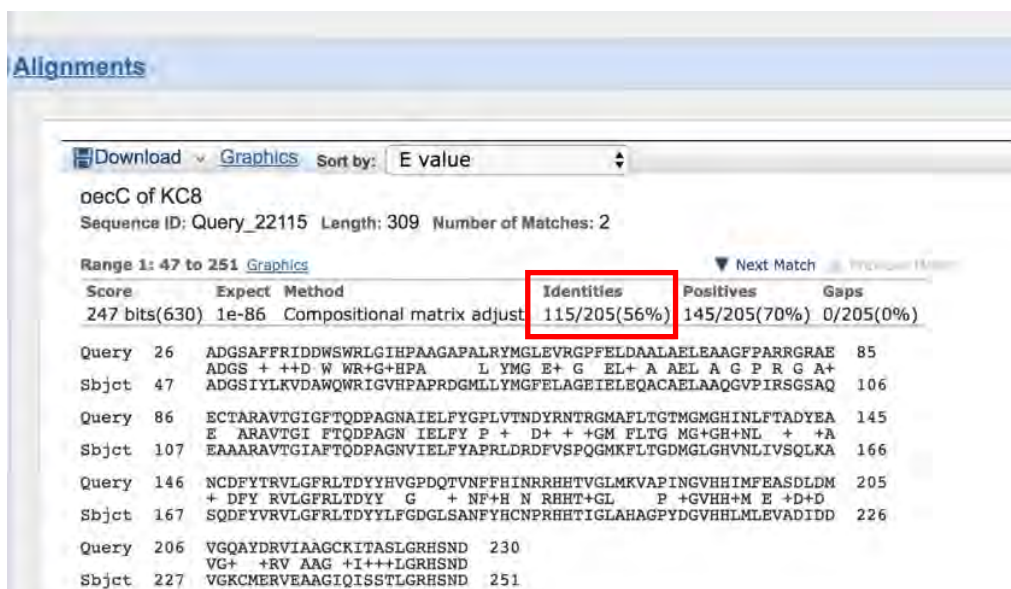 Alignments
Download Graphics Sort by: E value
oecC of KC8
Sequence ID: Query_22115 Length: 309 Number of Matches: 2
Range 1: 47 to 251 Graphics Next Match
Score Expect Method Identities Positives Gaps
247 bits(630) 1e-86 Compositional matrix adjust 115/205(56%) 145/205(70%) 0/205(0%)
Query 26 ADGSAFFRIDDWSWRLGIHPAAGAPALRYMGLEVRGPFELDAALAELEAAGFPARRGRAE 85
ADGS + ++D W WR+G+HPA L YMG E+ G EL+ A AEL A G P R G A+
Sbjct 47 ADGSIYLKVDAWQWRIGVHPAPRDGMLLYMGFELAGEIELEQACAELAAQGVPIRSGSAQ 106
Query 86 ECTARAVTGIGFTQDPAGNAIELFYGPLVTNDYRNTRGMAFLTGTMGMGHINLFTADYEA 145
E ARAVTGI FTQDPAGN IELFY P + D+ + +GM FLTG MG+GH+NL + +A
Sbjct 107 EAAARAVTGIAFTQDPAGNVIELFYAPRLDRDFVSPQGMKFLTGDMGLGHVNLIVSQLKA 166
Query 146 NCDFYTRVLGFRLTDYYHVGPDQTVNFFHINRRHHTVGLMKVAPINGVHHIMFEASDLDM 205
+ DFY RVLGFRLTDYY G + NF+H N RHHT+GL P +GVHH+M E +D+D
Sbjct 167 SQDFYVRVLGFRLTDYYLFGDGLSANFYHCNPRHHTIGLAHAGPYDGVHHLMLEVADIDD 226
Query 206 VGQAYDRVIAAGCKITASLGRHSND 230
VG+ +RV AAG +I+++LGRHSND
Sbjct 227 VGKCMERVEAAGIQISSTLGRHSND 251